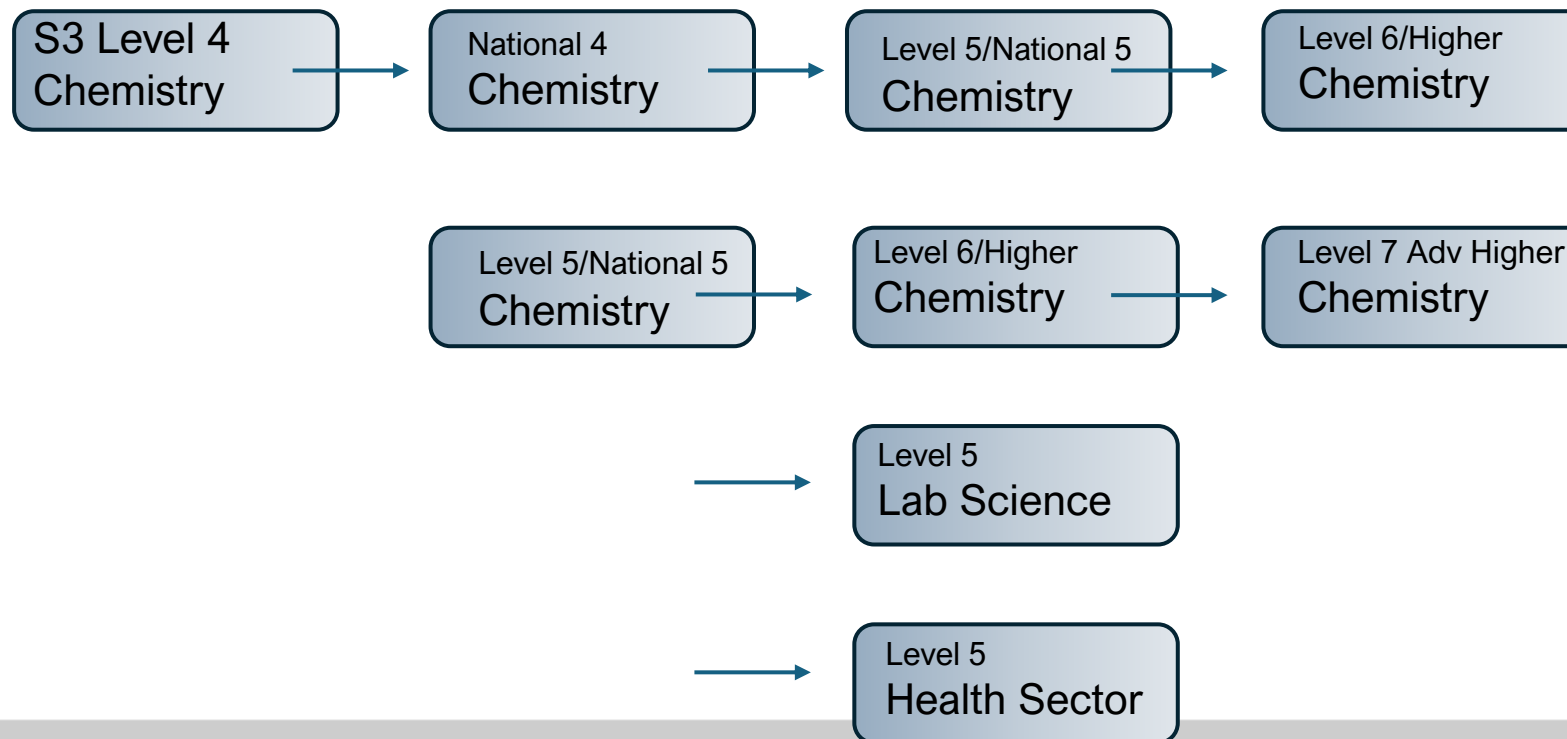 S3 Level 4
Chemistry
National 4
Chemistry
Level 5/National 5
Chemistry
Level 6/Higher
Chemistry
Level 5/National 5
Chemistry
Level 6/Higher
Chemistry
Level 7 Adv Higher
Chemistry
Level 5
Lab Science
Level 5
Health Sector